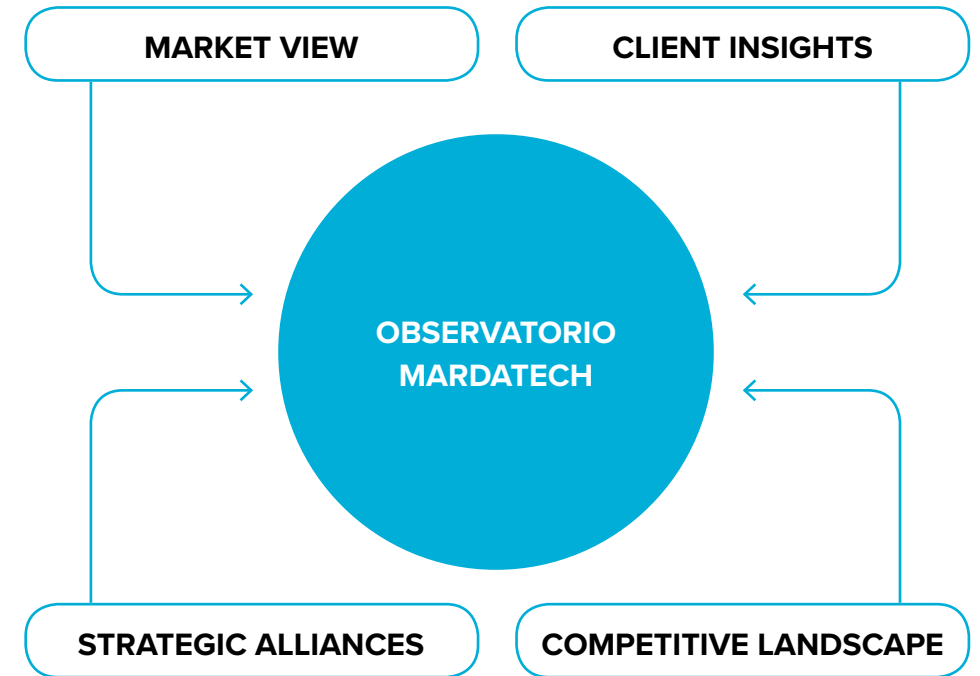 MARKET VIEW
CLIENT INSIGHTS
OBSERVATORIO
MARDATECH
STRATEGIC ALLIANCES
COMPETITIVE LANDSCAPE